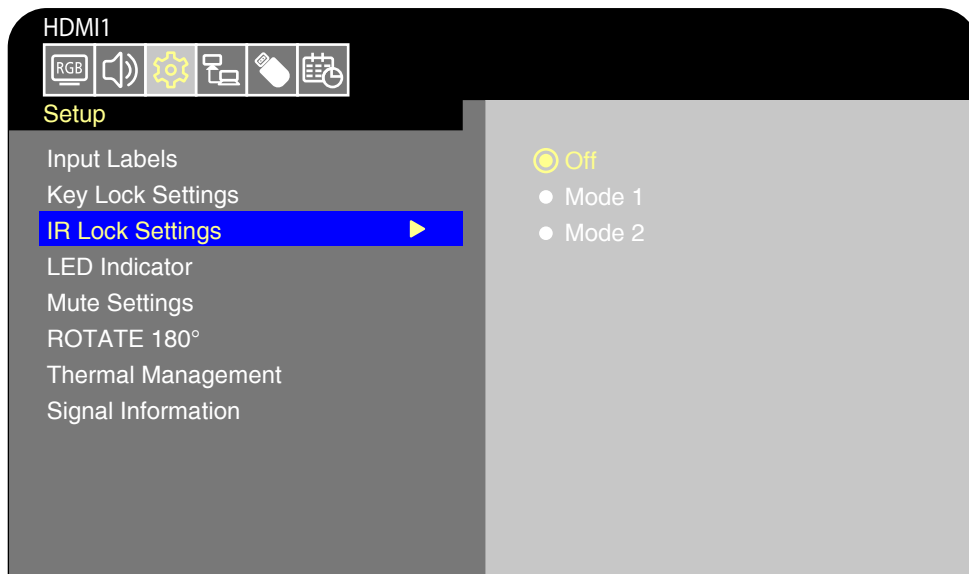 HDMI1
RGB
Setup
Input Labels
Key Lock Settings
IR Lock Settings
LED Indicator
Mute Settings
ROTATE 180°
Thermal Management
Signal Information
Off
Mode 1
Mode 2